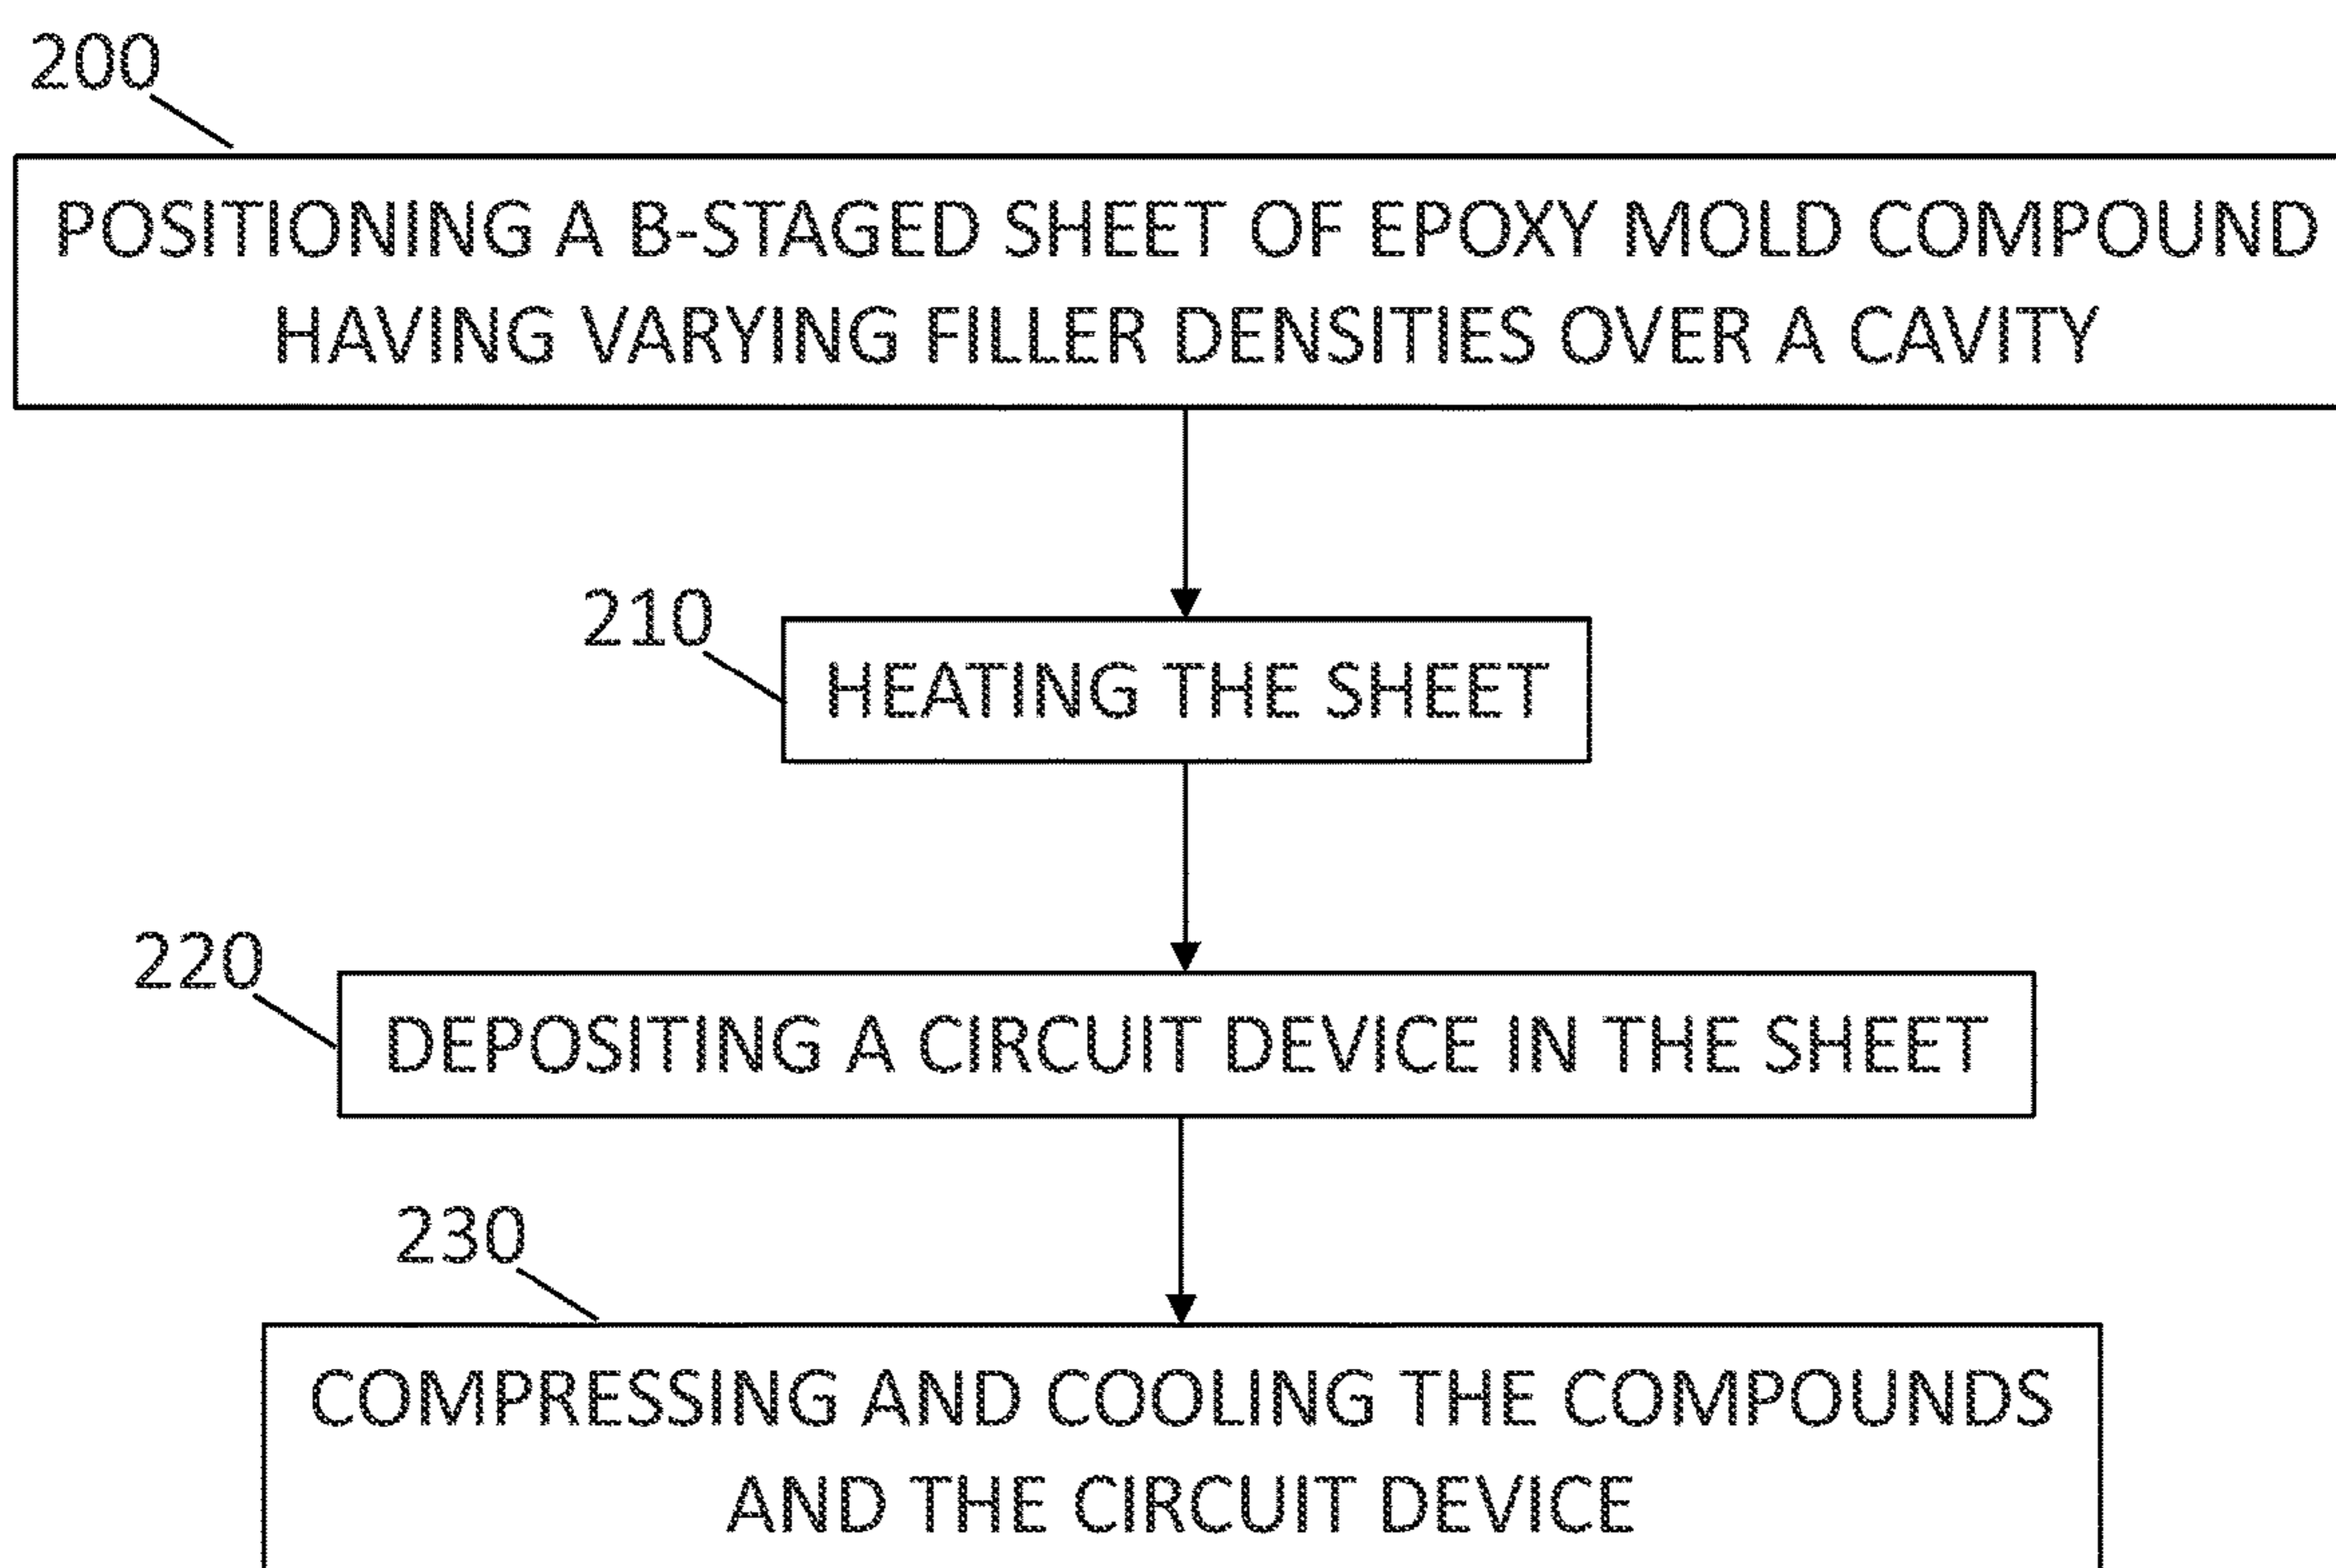 200
POSITIONING A B-STAGED SHEET OF EPOXY MOLD COMPOUND
HAVING VARYING FILLER DENSITIES OVER A CAVITY
210
HEATING THE SHEET
220
DEPOSITING A CIRCUIT DEVICE IN THE SHEET
230
COMPRESSING AND COOLING THE COMPOUNDS
AND THE CIRCUIT DEVICE